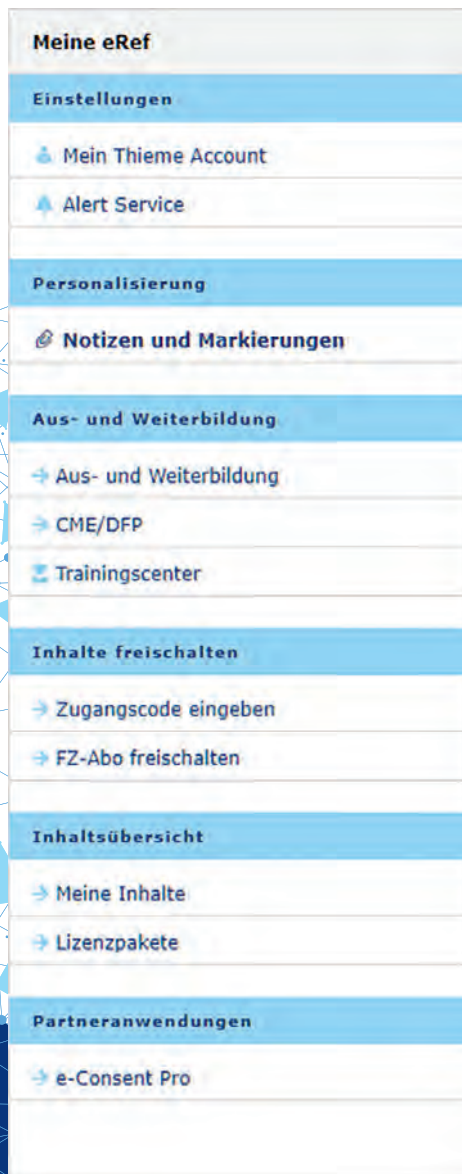 Meine eRef
Einstellungen
Mein Thieme Account
Alert Service
Personalisierung
Notizen und Markierungen
Aus- und Weiterbildung
Aus- und Weiterbildung
CME/DFP
Trainingscenter
Inhalte freischalten
Zugangscode eingeben
FZ-Abo freischalten
Inhaltsübersicht
Meine Inhalte
Lizenzpakete
Partneranwendungen
e-Consent Pro